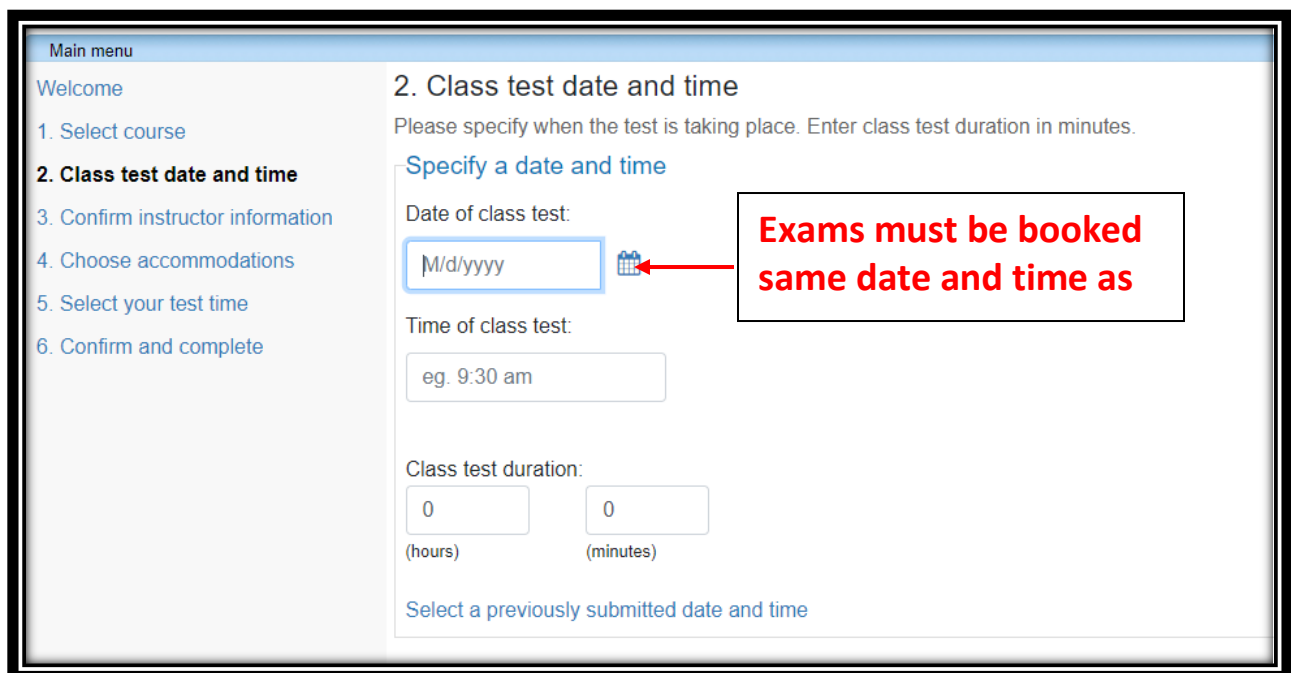 Main menu
Welcome
1. Select course
2. Class test date and time
3. Confirm instructor information
4. Choose accommodations
5. Select your test time
6. Confirm and complete
2. Class test date and time
Please specify when the test is taking place. Enter class test duration in minutes.
Specify a date and time
Date of class test:
M/d/yyyy
Exams must be booked
same date and time as
Time of class test:
eg. 9:30 am
Class test duration:
0 0
(hours) (minutes)
Select a previously submitted date and time